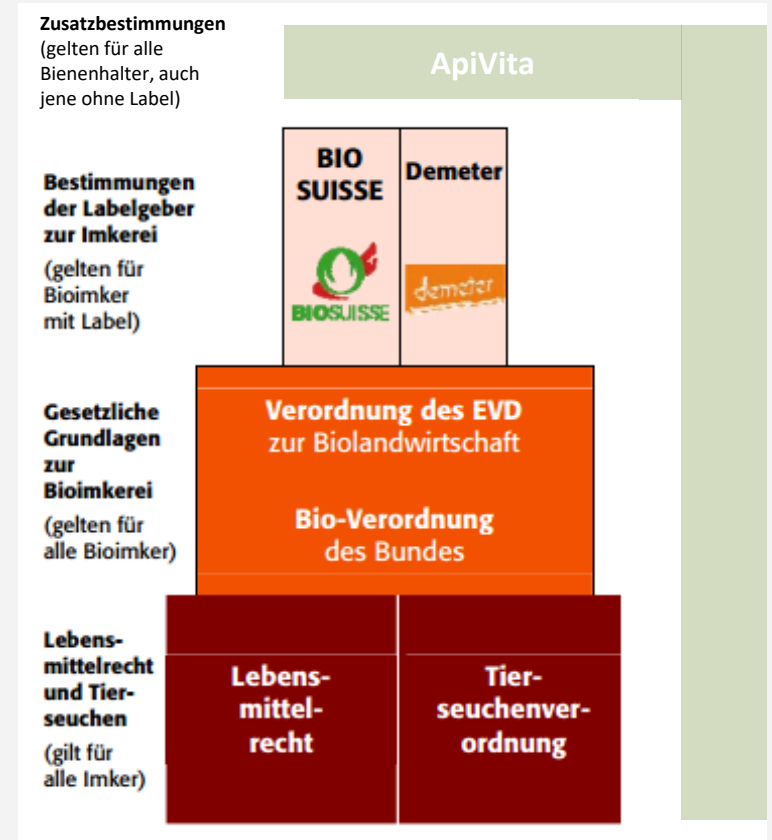 Zusatzbestimmungen
(gelten für alle
Bienenhalter, auch
jene ohne Label)
ApiVita
Bestimmungen
der Labelgeber
zur Imkerei
(gelten für
Bioimker
mit Label)
BIO
SUISSE
BIOSUISSE
Demeter
demeter
Gesetzliche
Grundlagen
zur
Bioimkerei
(gelten für
alle Bioimker)
Verordnung des EVD
zur Biolandwirtschaft
Bio-Verordnung
des Bundes
Lebens-
mittelrecht
und Tier-
seuchen
(gilt für
alle Imker)
Lebens-
mittel-
recht
Tier-
seuchenver-
ordnung